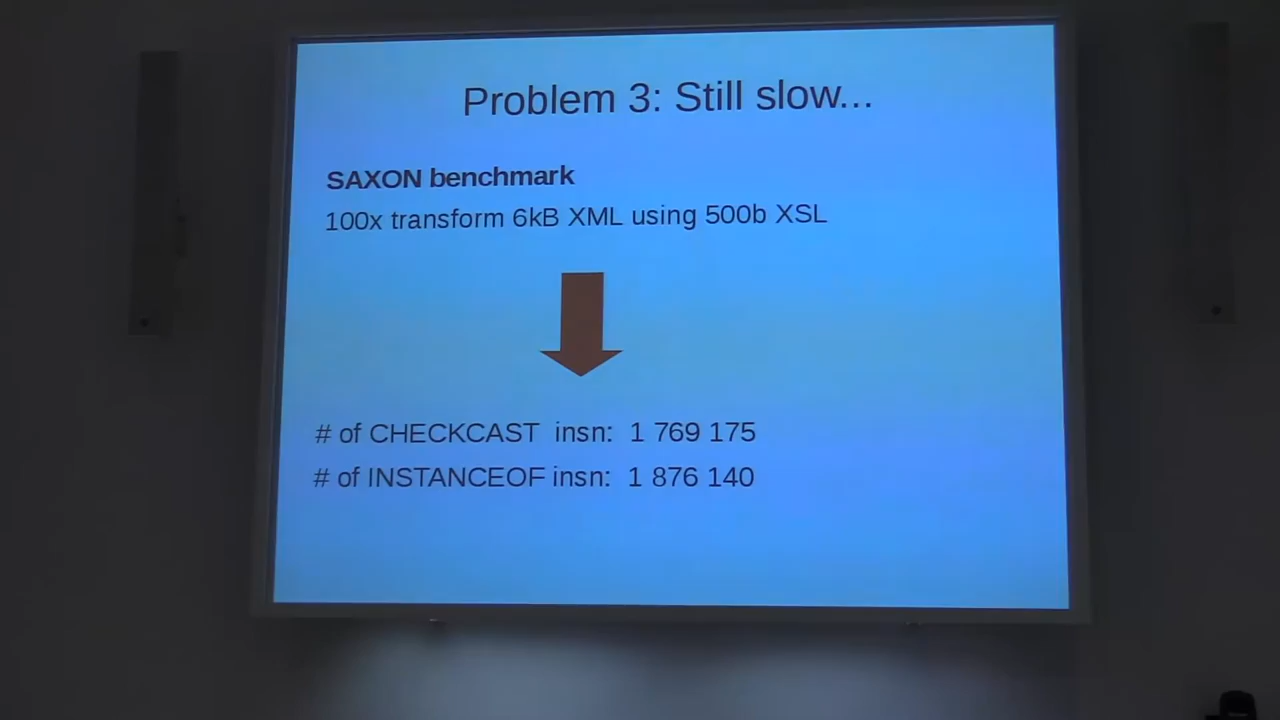 Problem 3: Still slow...
SAXON benchmark
100x transform 6kB XML using 500b XSL
# of CHECKCAST insn: 1 769 175
# of INSTANCEOF insn: 1 876 140